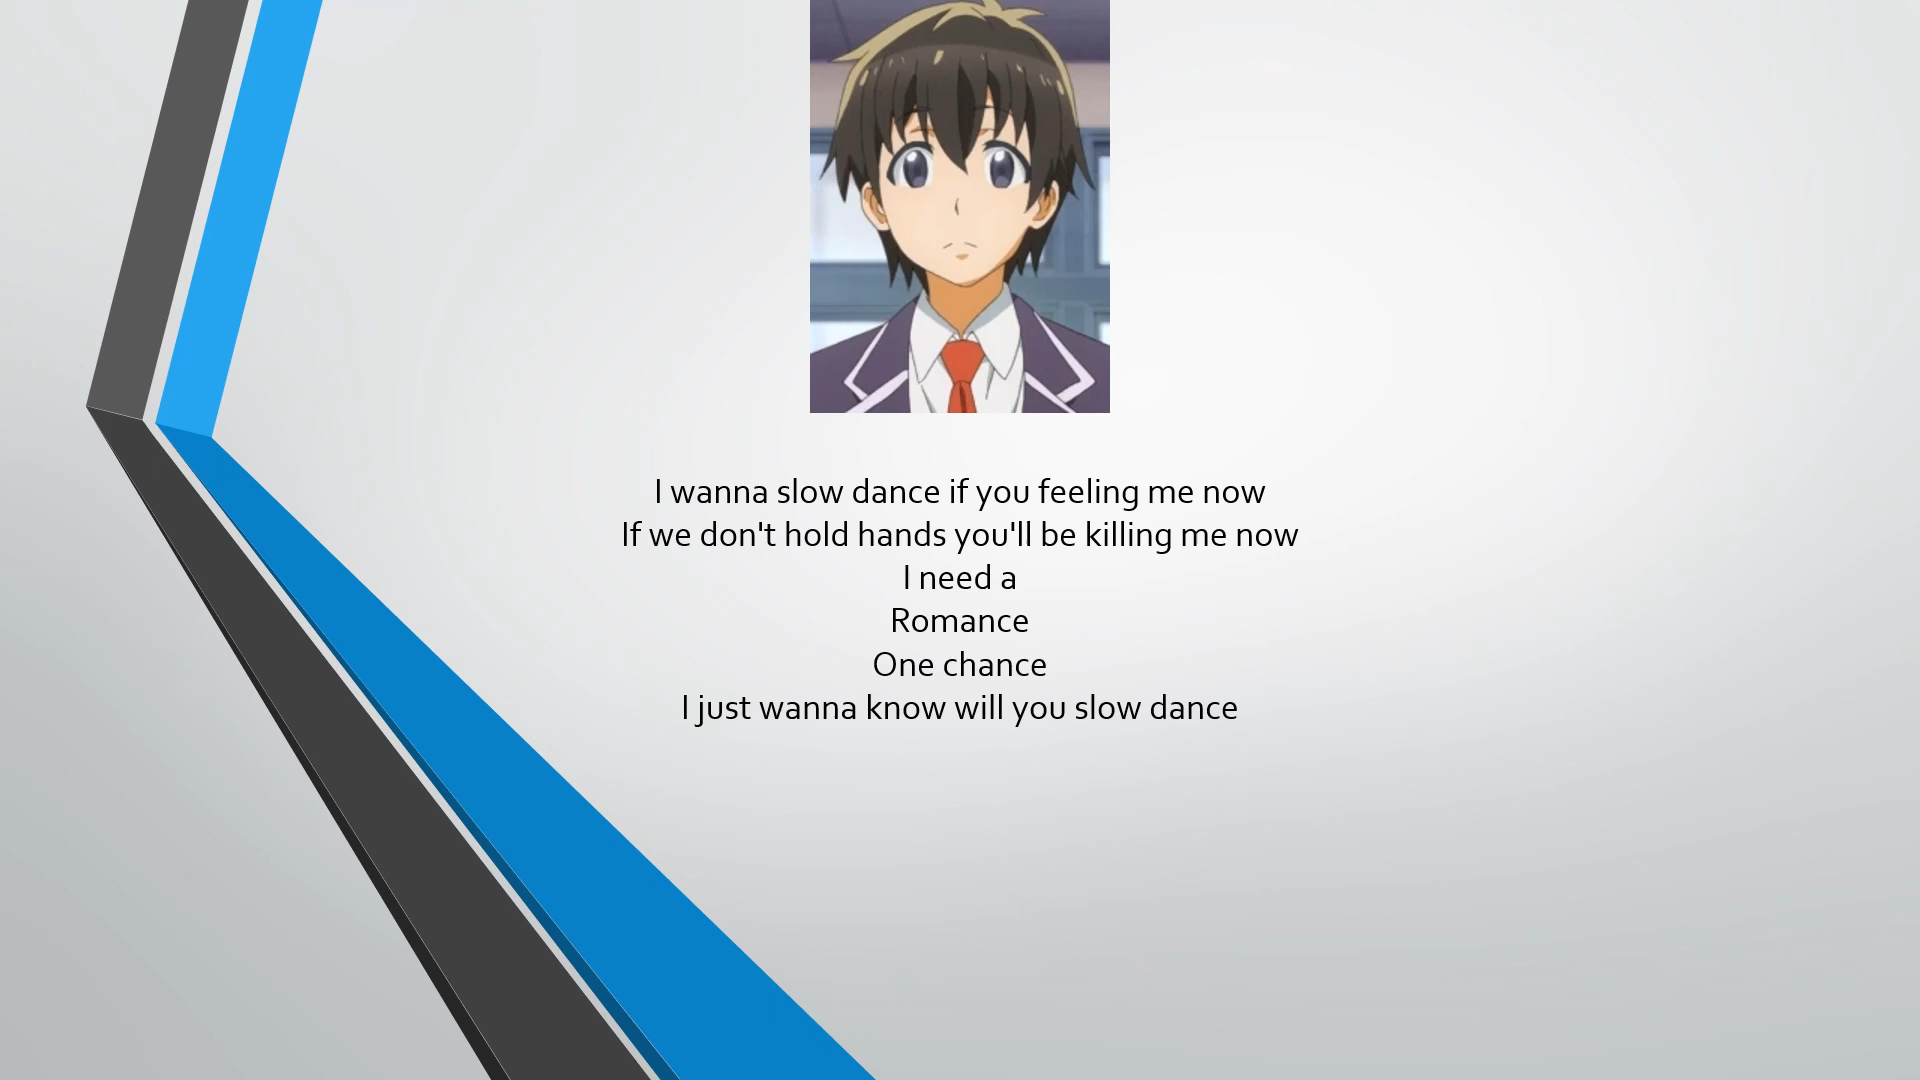 I wanna slow dance if you feeling me now
If we don't hold hands you'll be killing me now
I need a
Romance
One chance
I just wanna know will you slow dance